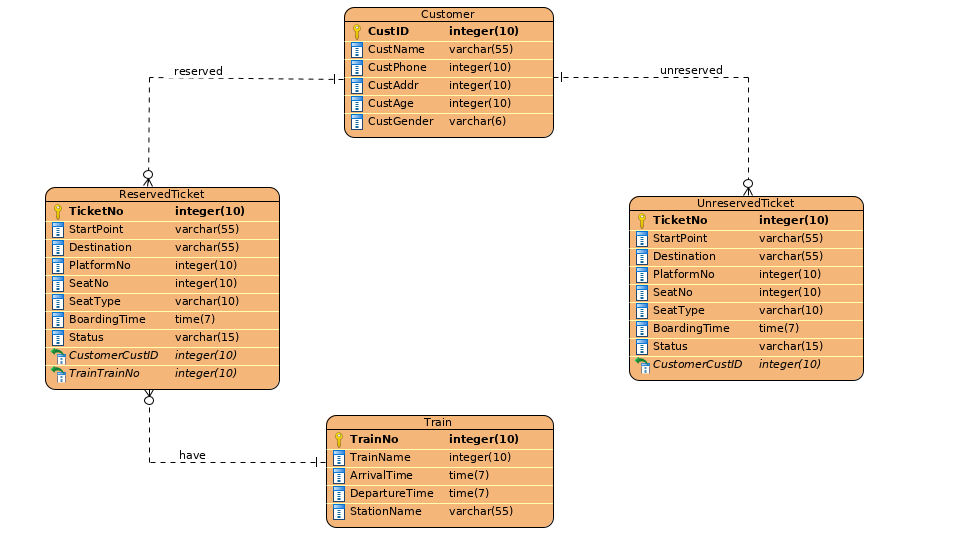 Customer
CustID integer(10)
CustName varchar(55)
CustPhone integer(10)
CustAddr integer(10)
CustAge integer(10)
CustGender varchar(6)
reserved
unreserved
ReservedTicket
TicketNo integer(10)
StartPoint varchar(55)
Destination varchar(55)
PlatformNo integer(10)
SeatNo integer(10)
SeatType varchar(10)
BoardingTime time(7)
Status varchar(15)
CustomerCustID integer(10)
TrainTrainNo integer(10)
UnreservedTicket
TicketNo integer(10)
StartPoint varchar(55)
Destination varchar(55)
PlatformNo integer(10)
SeatNo integer(10)
SeatType varchar(10)
BoardingTime time(7)
Status varchar(15)
CustomerCustID integer(10)
have
Train
TrainNo integer(10)
TrainName integer(10)
ArrivalTime time(7)
DepartureTime time(7)
StationName varchar(55)